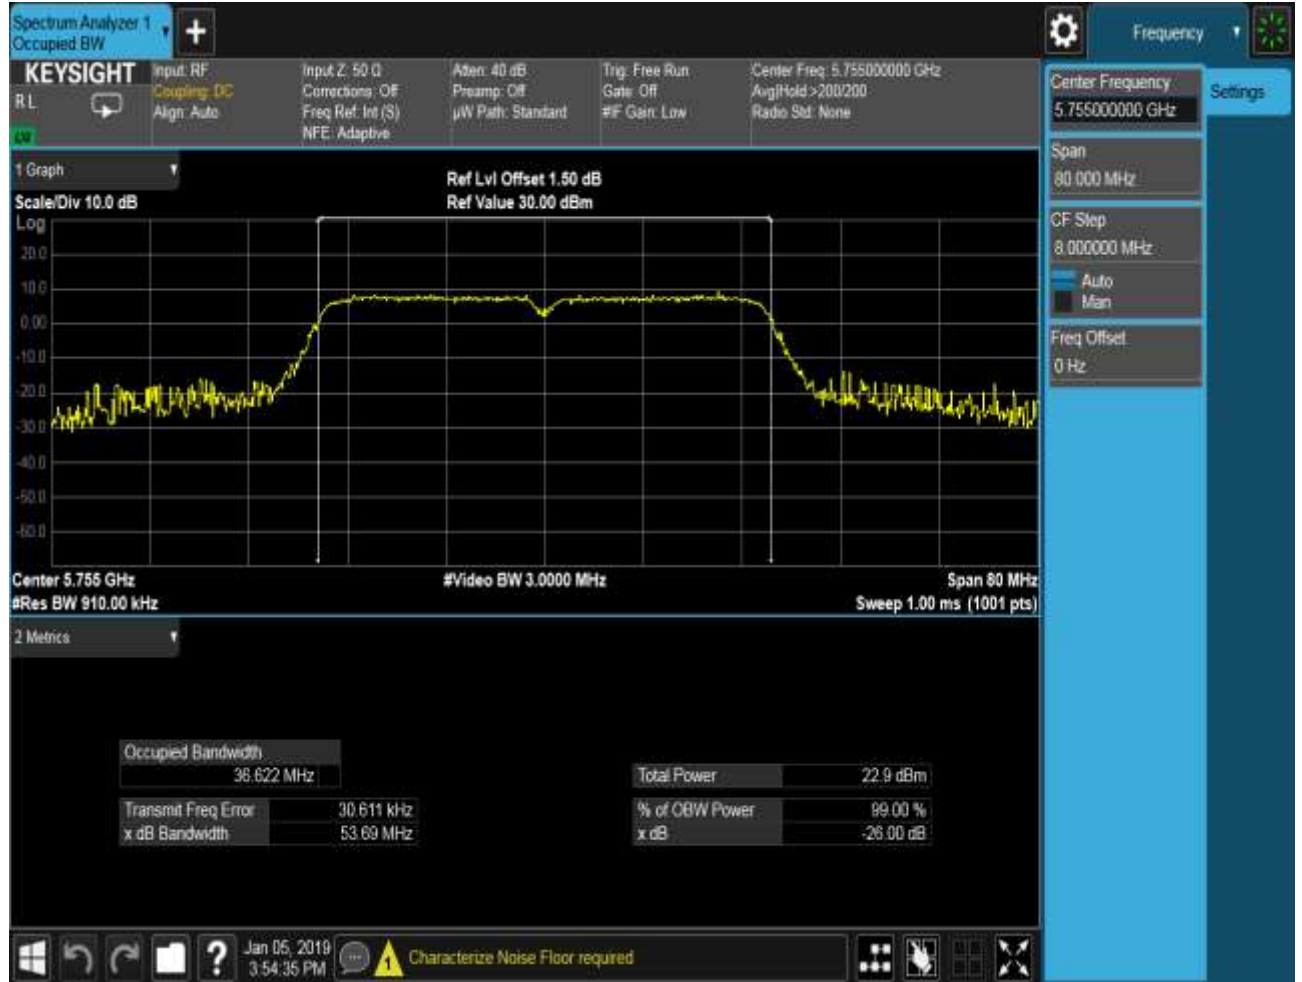 Spectrum Analyzer 1
Occupied BW
Frequency
KEYSIGHT
RL
Input: RF
Coupling: DC
Align: Auto
Input Z: 50 Ω
Corrections: Off
Freq Ref: Int (S)
NFE: Adaptive
Atten: 40 dB
Preamp: Off
µW Path: Standard
Trig: Free Run
Gate: Off
#IF Gain: Low
Center Freq: 5.755000000 GHz
Avg|Hold:>200/200
Radio Std: None
Center Frequency
5.755000000 GHz
Settings
Span
80.000 MHz
CF Step
8.000000 MHz
Auto
Man
Freq Offset
0 Hz
1 Graph
Scale/Div 10.0 dB
Ref Lvl Offset 1.50 dB
Ref Value 30.00 dBm
Log
20.0
10.0
0.00
-10.0
-20.0
-30.0
-40.0
-50.0
-60.0
Center 5.755 GHz
#Video BW 3.0000 MHz
Span 80 MHz
#Res BW 910.00 kHz
Sweep 1.00 ms (1001 pts)
2 Metrics
Occupied Bandwidth
36.622 MHz
Total Power 22.9 dBm
Transmit Freq Error 30.611 kHz
% of OBW Power 99.00 %
x dB Bandwidth 53.69 MHz
x dB -26.00 dB
?
Jan 05, 2019
3:54:35 PM
1
Characterize Noise Floor required